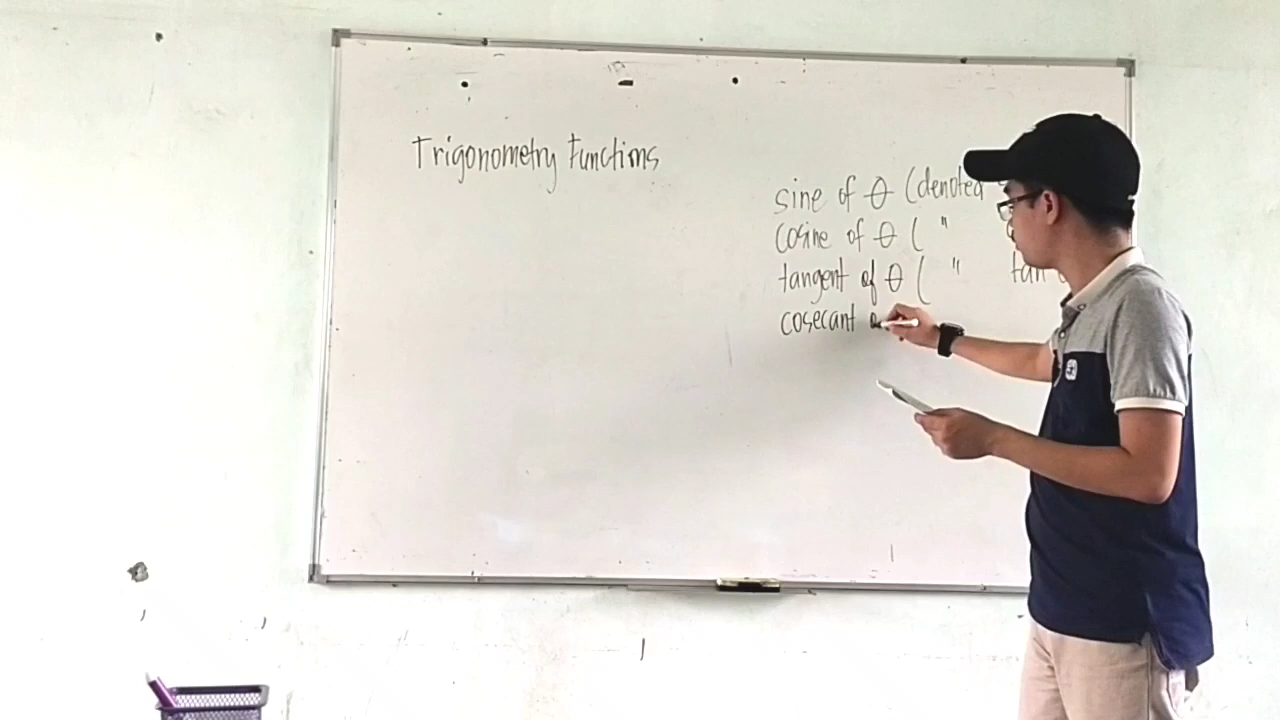 Trigonometry Functions
sine of θ (denoted
cosine of θ ( "
tangent of θ ( " tan
cosecant